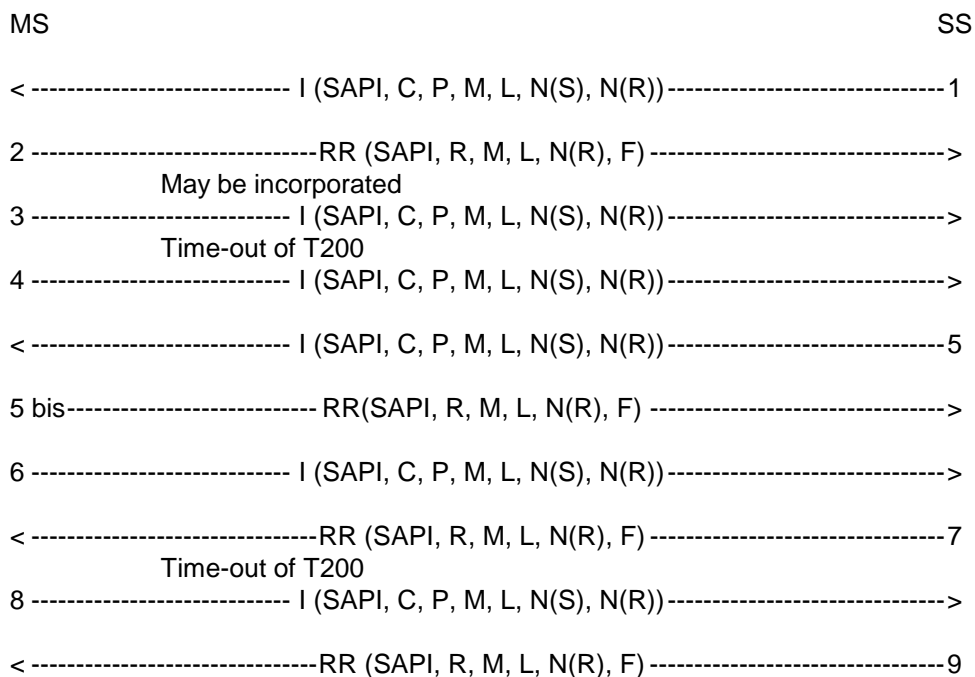 MS SS
< ----------------------------- I (SAPI, C, P, M, L, N(S), N(R))-------------------------------1
2 --------------------------------RR (SAPI, R, M, L, N(R), F) --------------------------------->
May be incorporated
3 ----------------------------- I (SAPI, C, P, M, L, N(S), N(R))------------------------------->
Time-out of T200
4 ----------------------------- I (SAPI, C, P, M, L, N(S), N(R))------------------------------->
< ----------------------------- I (SAPI, C, P, M, L, N(S), N(R))-------------------------------5
5 bis---------------------------- RR(SAPI, R, M, L, N(R), F) --------------------------------->
6 ----------------------------- I (SAPI, C, P, M, L, N(S), N(R))------------------------------->
< --------------------------------RR (SAPI, R, M, L, N(R), F) ---------------------------------7
Time-out of T200
8 ----------------------------- I (SAPI, C, P, M, L, N(S), N(R))------------------------------->
< --------------------------------RR (SAPI, R, M, L, N(R), F) ---------------------------------9